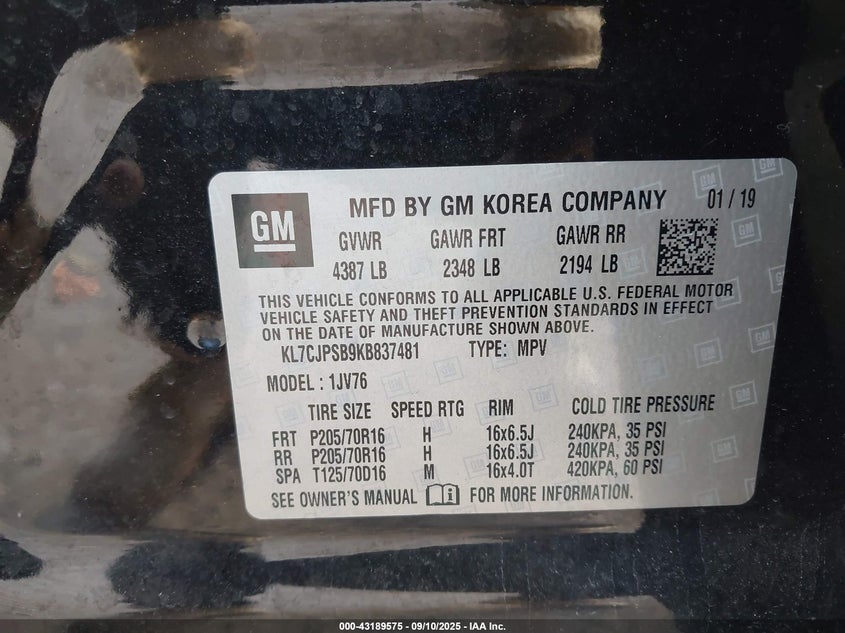 GM
MFD BY GM KOREA COMPANY 01 / 19
GVWR GAWR FRT GAWR RR
4387 LB 2348 LB 2194 LB
THIS VEHICLE CONFORMS TO ALL APPLICABLE U.S. FEDERAL MOTOR
VEHICLE SAFETY AND THEFT PREVENTION STANDARDS IN EFFECT
ON THE DATE OF MANUFACTURE SHOWN ABOVE.
KL7CJPSB9KB837481 TYPE: MPV
MODEL : 1JV76
TIRE SIZE SPEED RTG RIM COLD TIRE PRESSURE
FRT P205/70R16 H 16x6.5J 240KPA, 35 PSI
RR P205/70R16 H 16x6.5J 240KPA, 35 PSI
SPA T125/70D16 M 16x4.0T 420KPA, 60 PSI
SEE OWNER'S MANUAL FOR MORE INFORMATION.
000-43189575 - 09/10/2025 - IAA Inc.